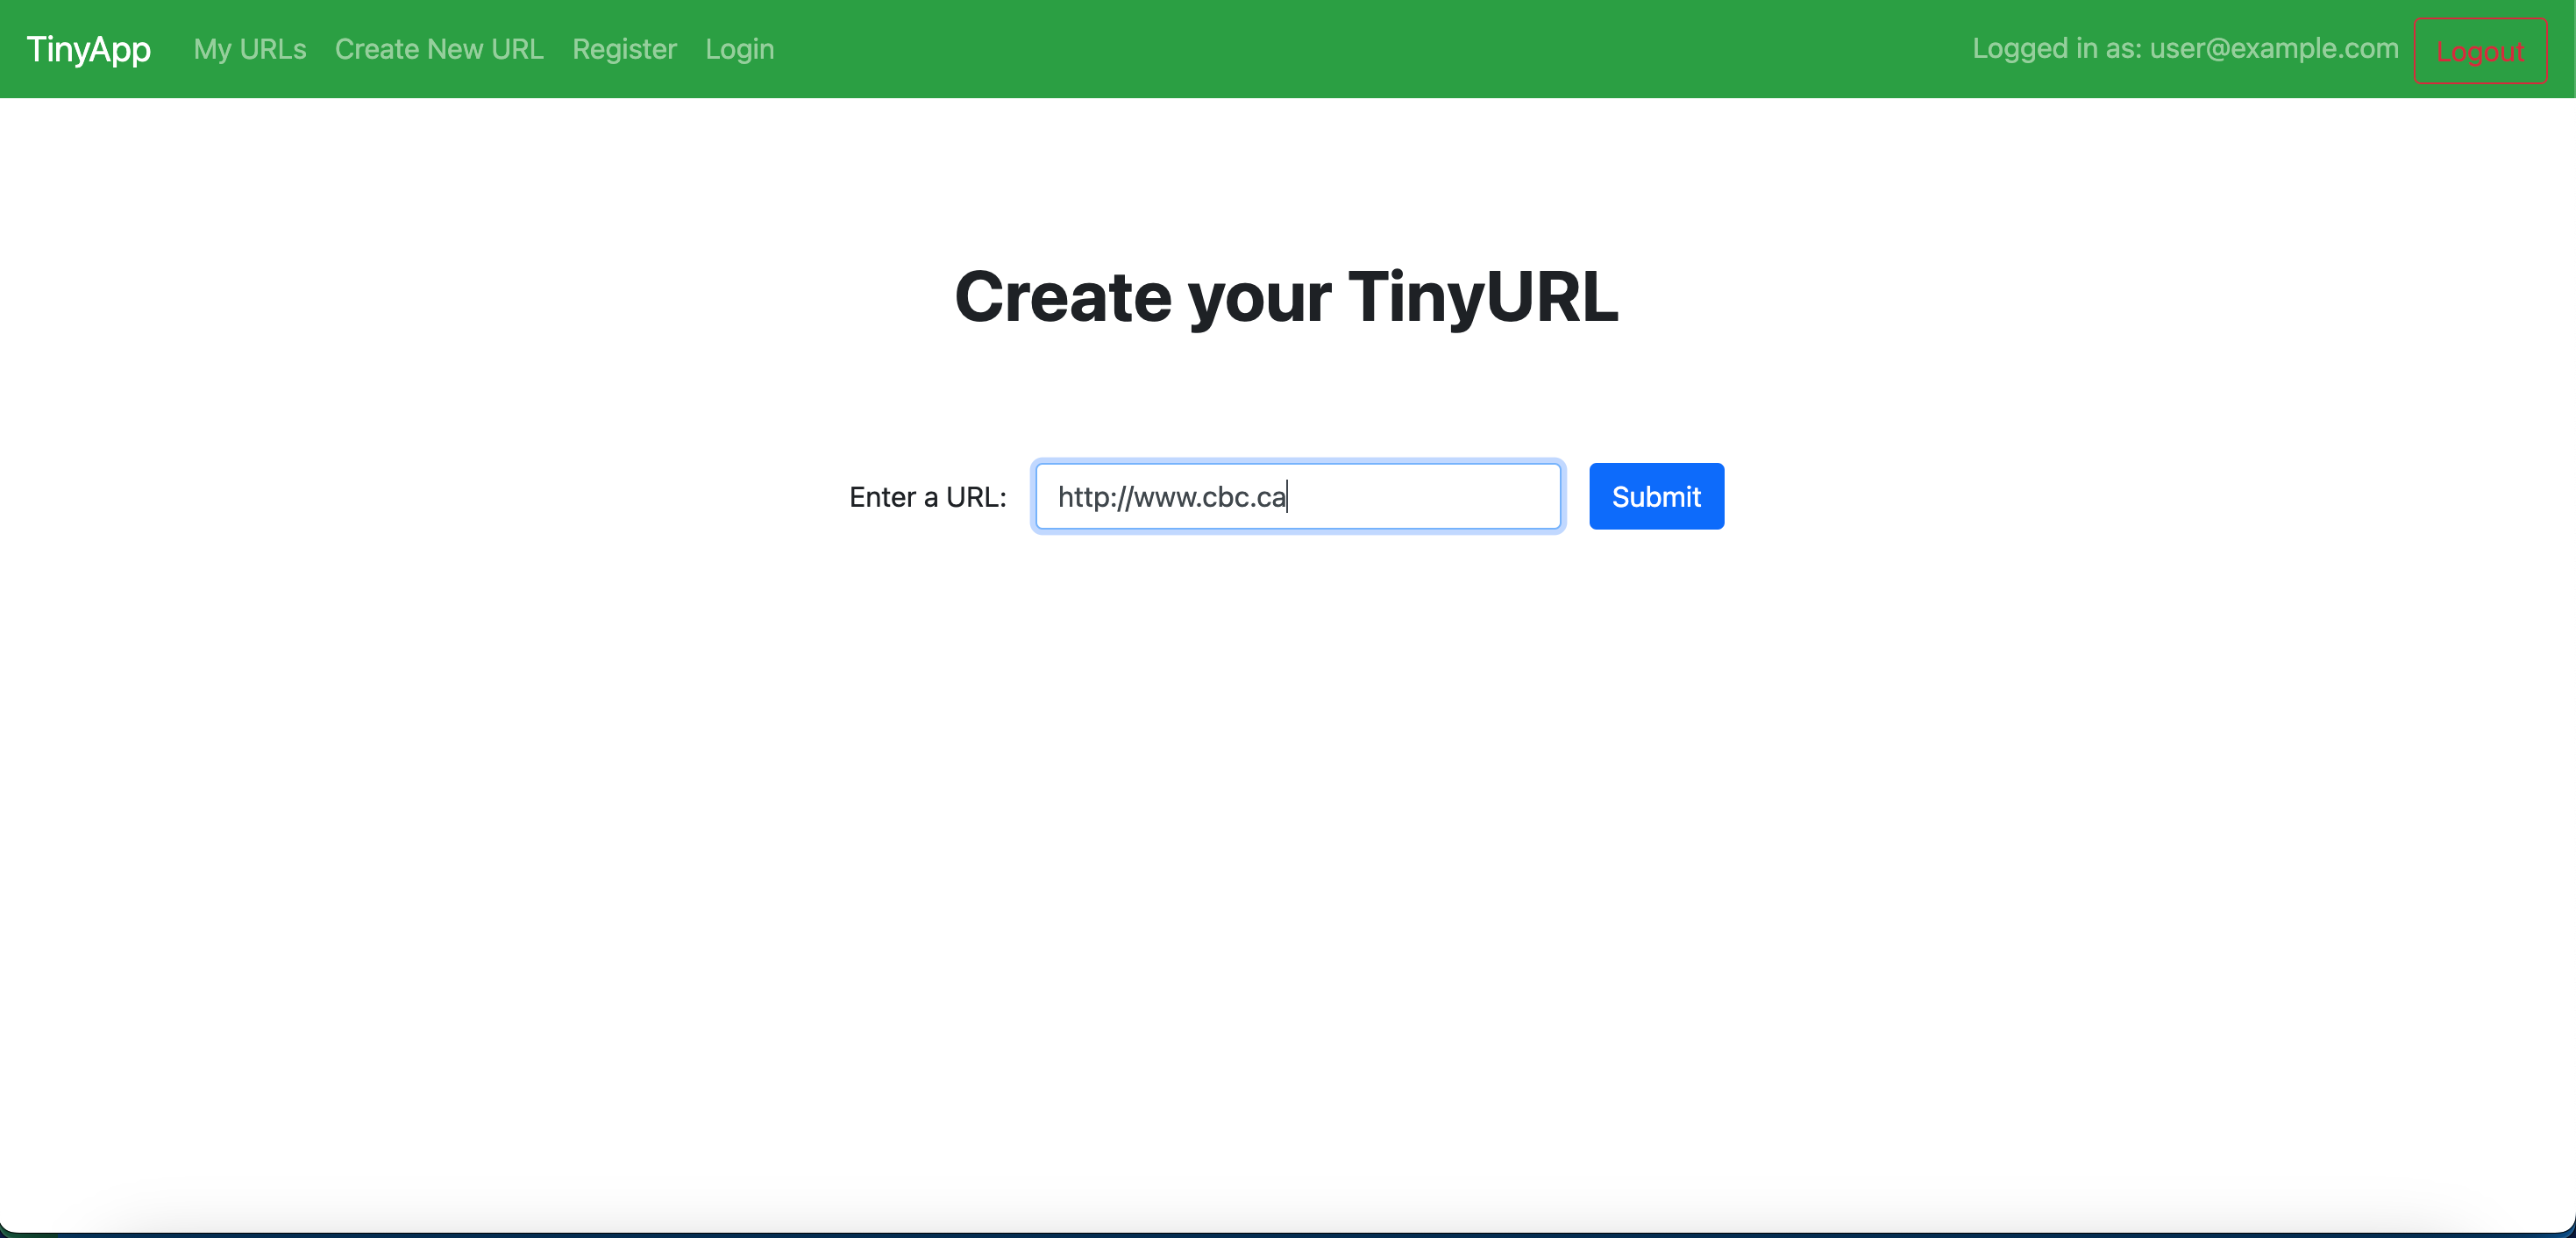 TinyApp My URLs Create New URL Register Login Logged in as: user@example.com Logout
Create your TinyURL
Enter a URL: http://www.cbc.ca Submit